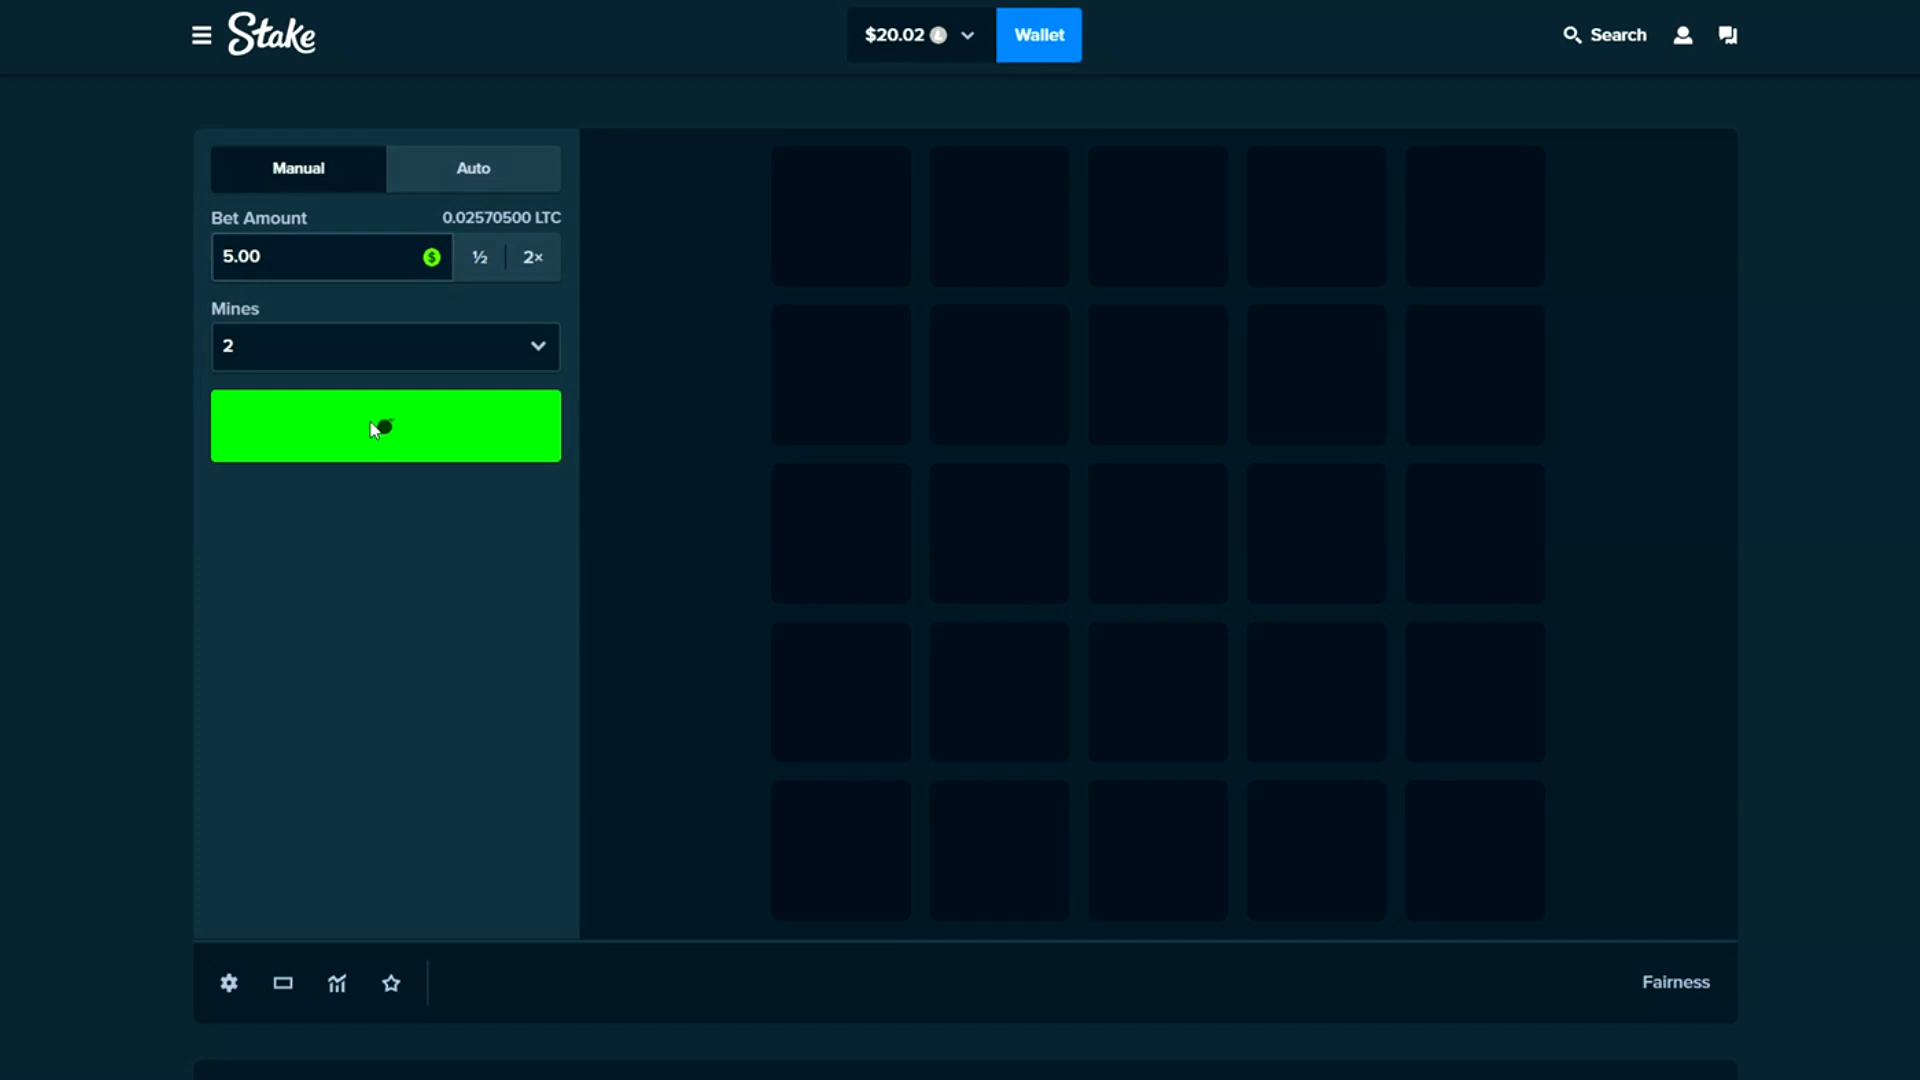 Stake
$20.02
Wallet
Search
Manual
Auto
Bet Amount
0.02570500 LTC
5.00
$
½
2×
Mines
2
Fairness